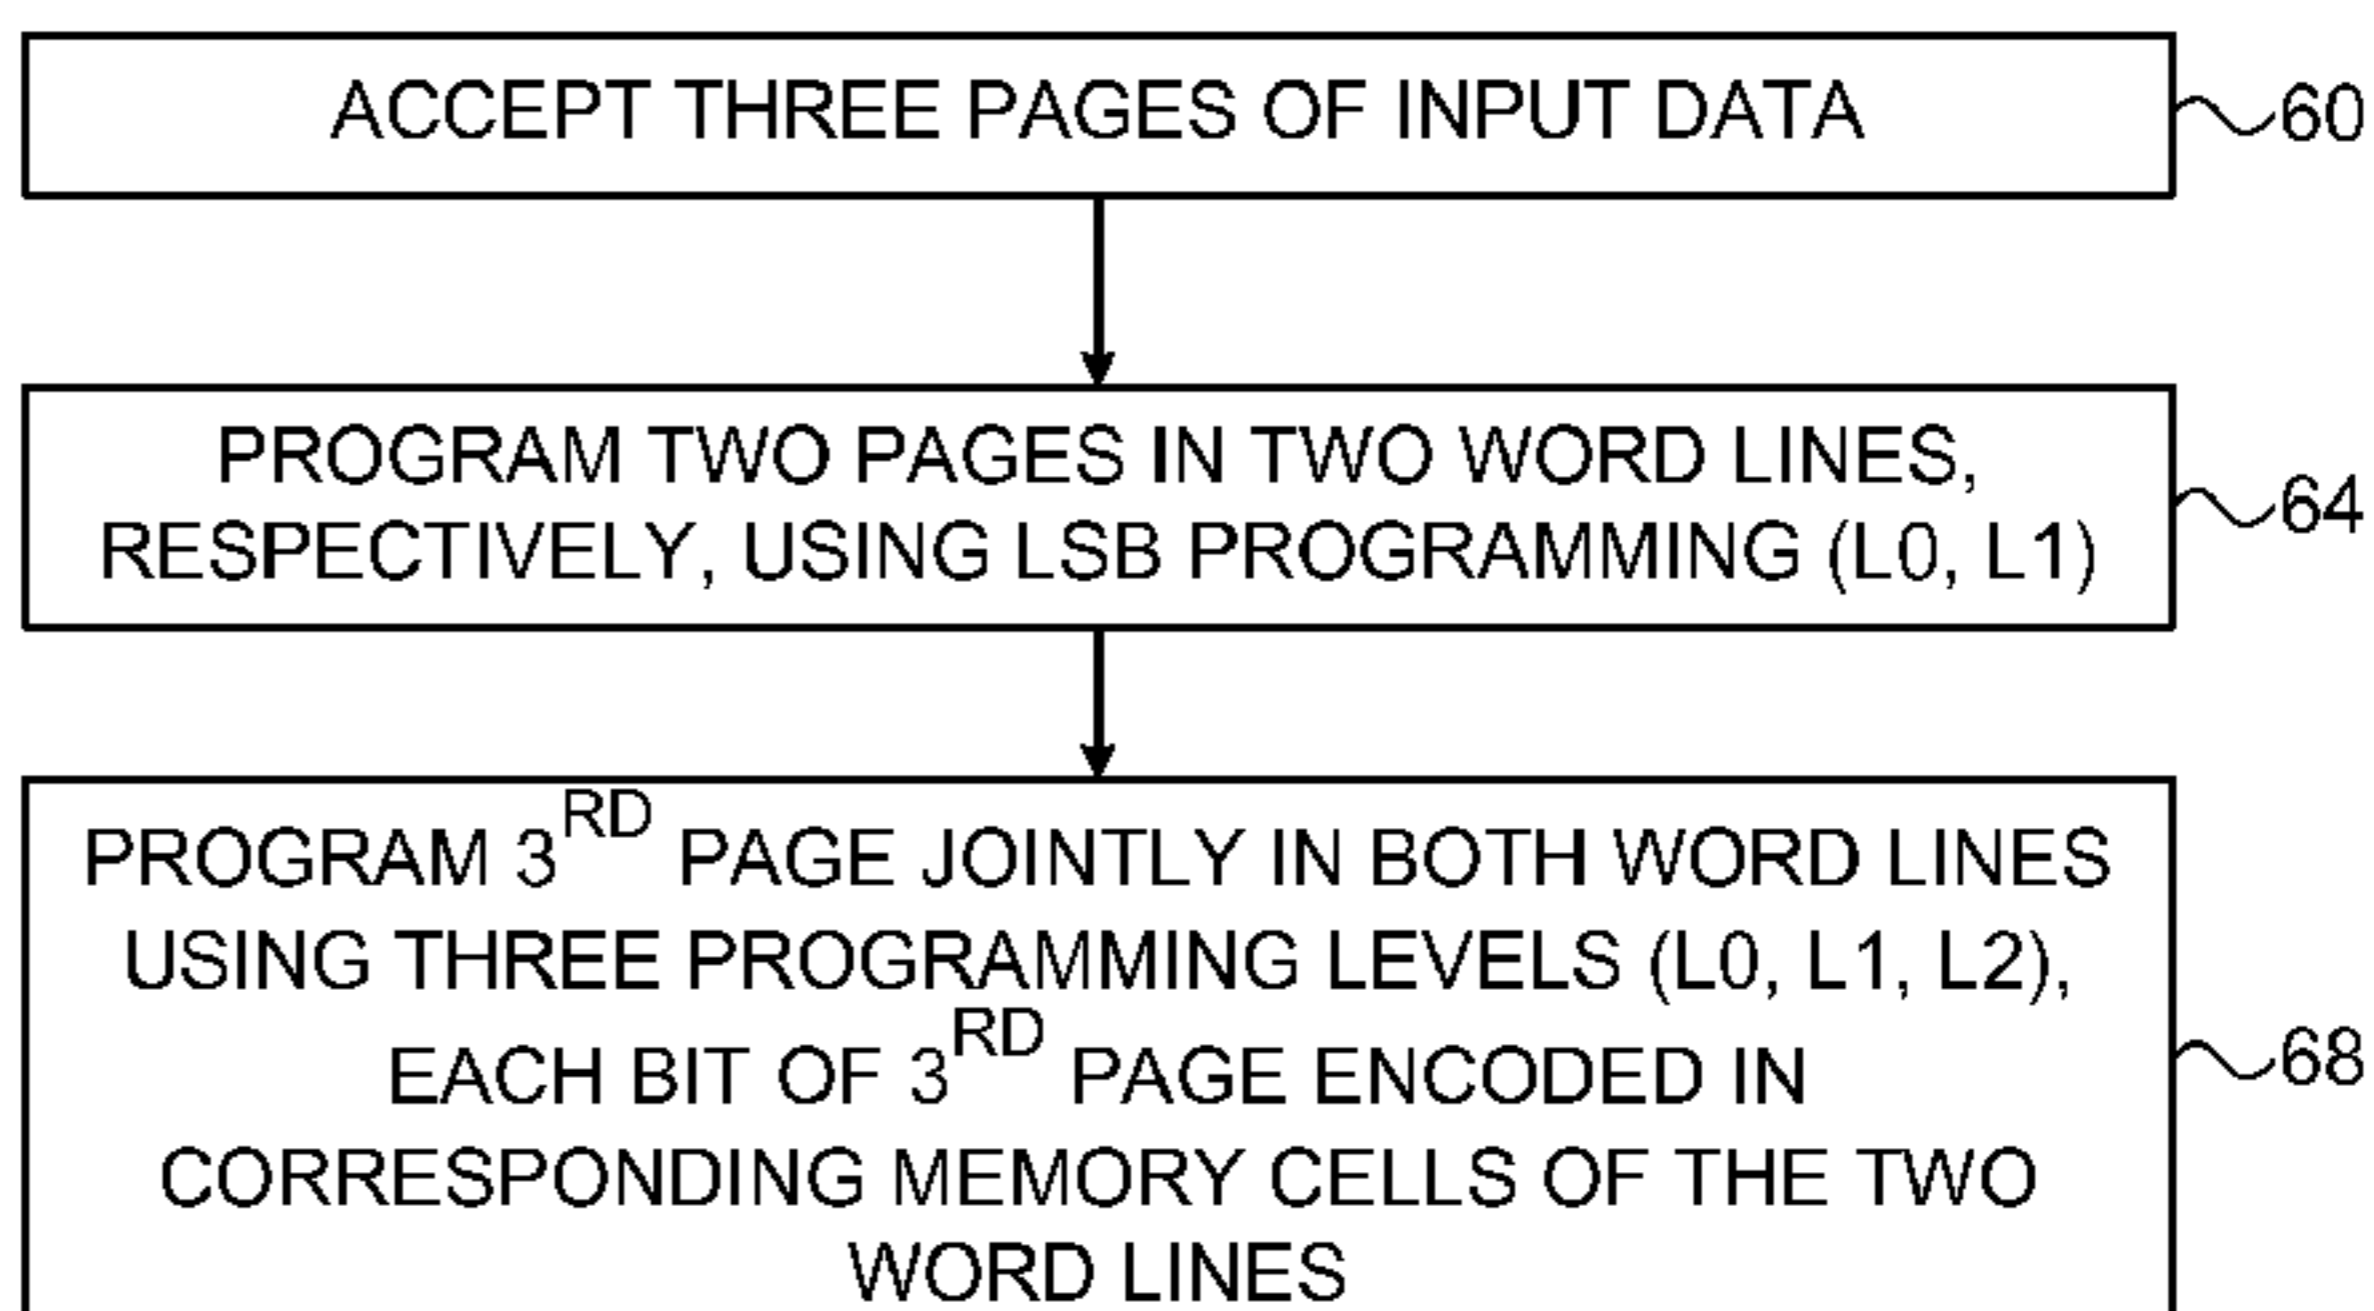 ACCEPT THREE PAGES OF INPUT DATA
60
PROGRAM TWO PAGES IN TWO WORD LINES,
RESPECTIVELY, USING LSB PROGRAMMING (L0, L1)
64
PROGRAM 3RD PAGE JOINTLY IN BOTH WORD LINES
USING THREE PROGRAMMING LEVELS (L0, L1, L2),
EACH BIT OF 3RD PAGE ENCODED IN
CORRESPONDING MEMORY CELLS OF THE TWO
WORD LINES
68